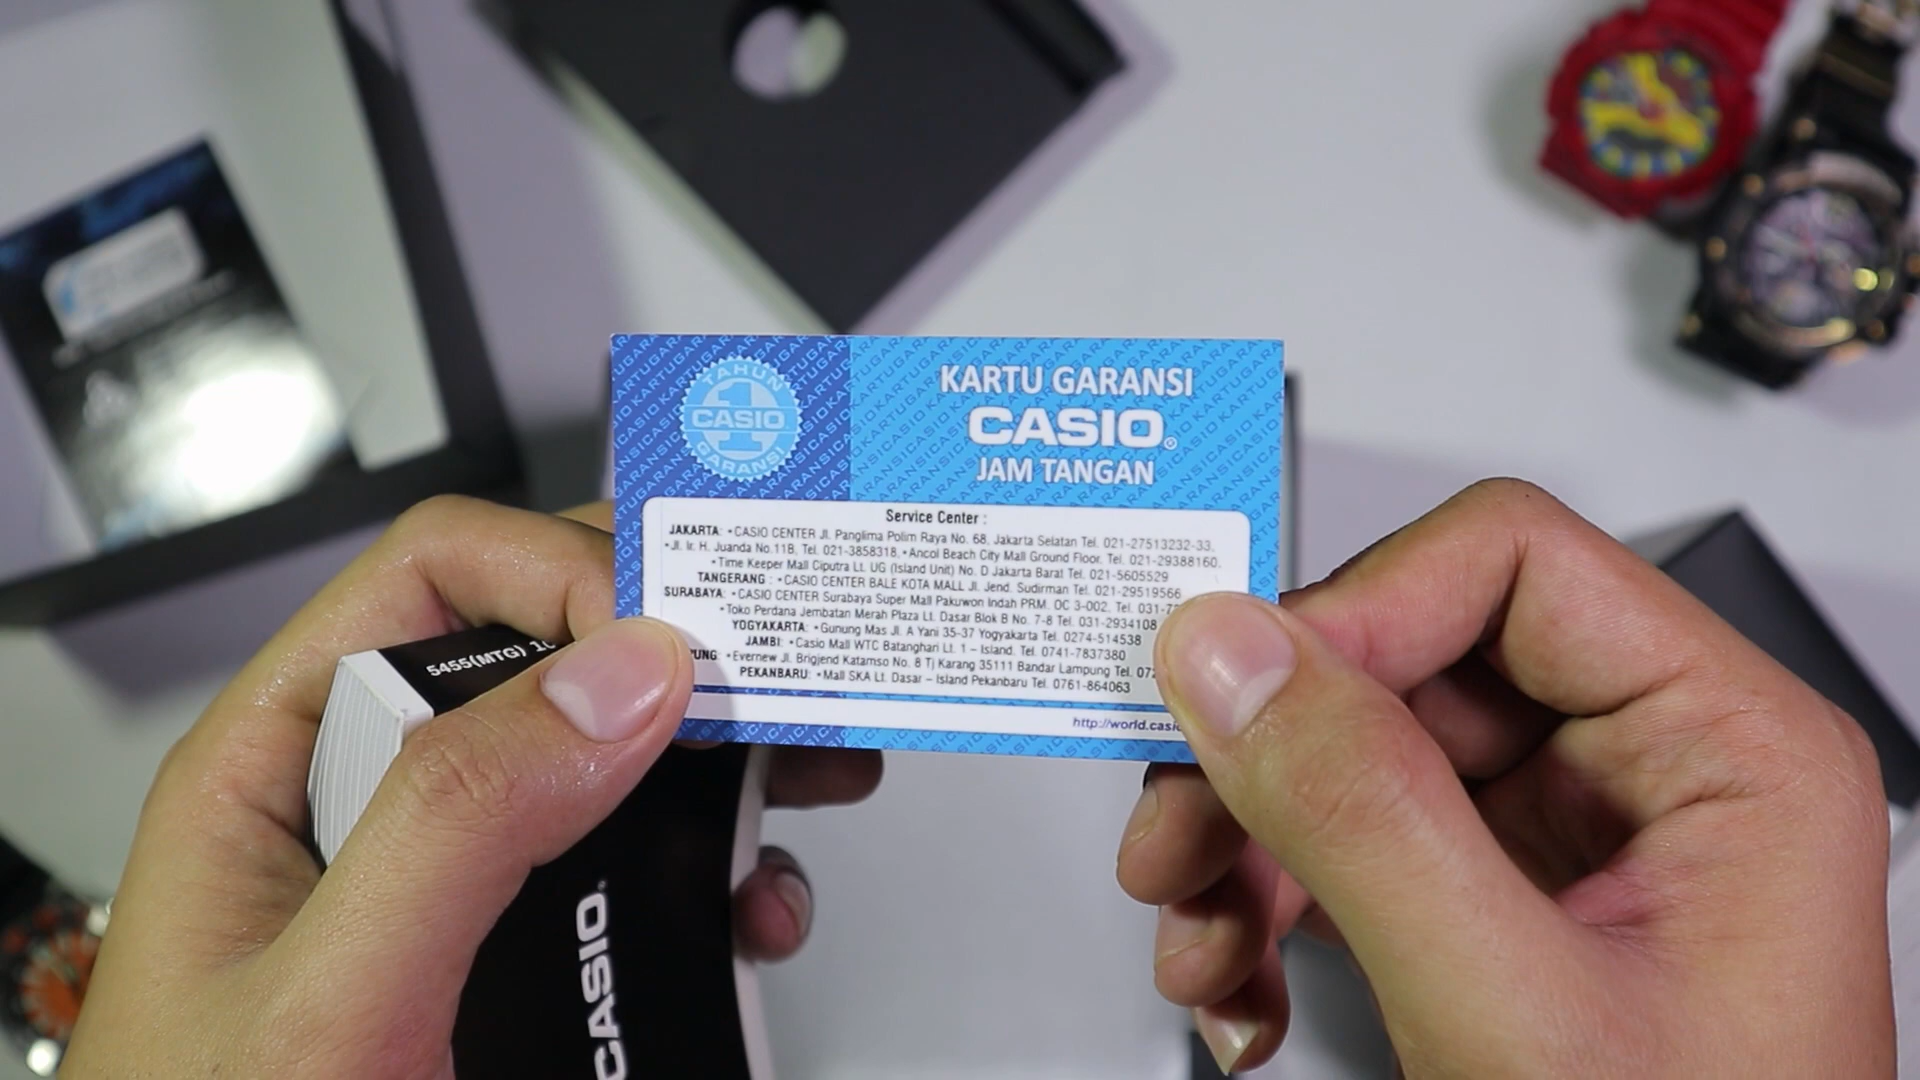 TAHUN
1
CASIO
GARANSI
KARTU GARANSI
CASIO®
JAM TANGAN
Service Center :
JAKARTA: •CASIO CENTER Jl. Panglima Polim Raya No. 68, Jakarta Selatan Tel. 021-27513232-33,
•Jl. Ir. H. Juanda No.11B, Tel. 021-3858318, •Ancol Beach City Mall Ground Floor, Tel. 021-29388160,
•Time Keeper Mall Ciputra Lt. UG (Island Unit) No. D Jakarta Barat Tel. 021-5605529
TANGERANG : •CASIO CENTER BALE KOTA MALL Jl. Jend. Sudirman Tel. 021-29519566
SURABAYA: •CASIO CENTER Surabaya Super Mall Pakuwon Indah PRM. OC 3-002, Tel. 031-7
•Toko Perdana Jembatan Merah Plaza Lt. Dasar Blok B No. 7-8 Tel. 031-2934108
YOGYAKARTA: •Gunung Mas Jl. A Yani 35-37 Yogyakarta Tel. 0274-514538
JAMBI: •Casio Mall WTC Batanghari Lt. 1 – Island. Tel. 0741-7837380
PUNG: •Evernew Jl. Brigjend Katamso No. 8 Tj Karang 35111 Bandar Lampung Tel. 072
PEKANBARU: •Mall SKA Lt. Dasar – Island Pekanbaru Tel. 0761-864063
http://world.casio
5455(MTG)
CASIO.